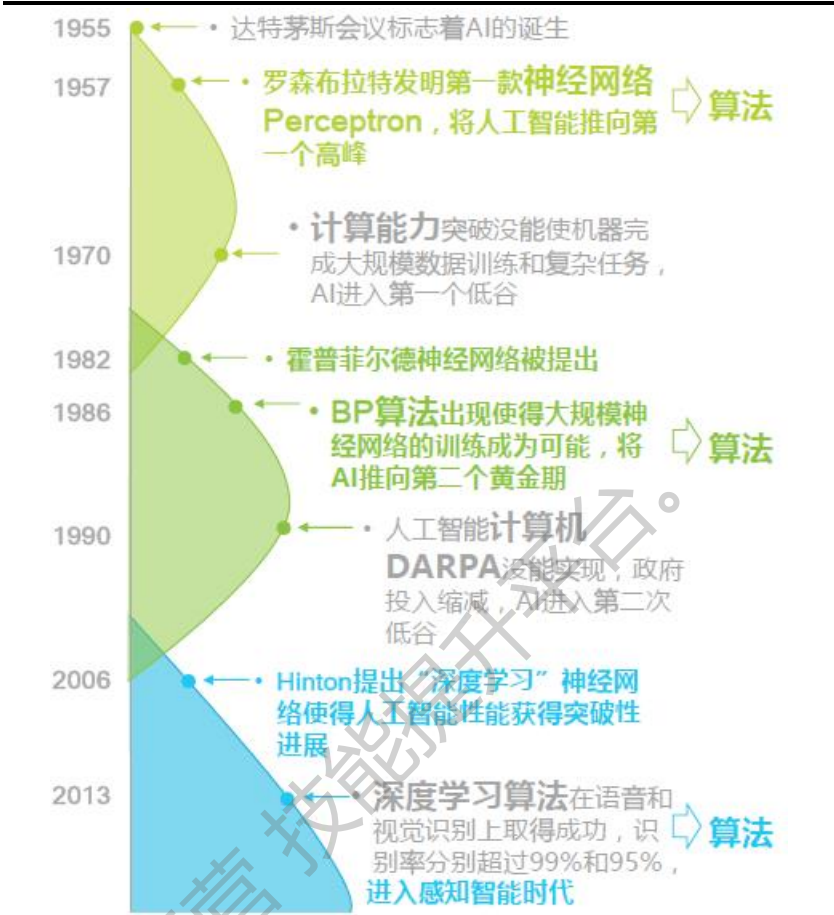 1955 • 达特茅斯会议标志着AI的诞生
1957 • 罗森布拉特发明第一款神经网络
Perceptron，将人工智能推向第
一个高峰
算法
• 计算能力突破没能使机器完
1970 成大规模数据训练和复杂任务，
AI进入第一个低谷
1982 • 霍普菲尔德神经网络被提出
1986 • BP算法出现使得大规模神
经网络的训练成为可能，将
AI推向第二个黄金期
算法
1990 • 人工智能计算机
DARPA没能实现，政府
投入缩减，AI进入第二次
低谷
2006 • Hinton提出“深度学习”神经网
络使得人工智能性能获得突破性
进展
2013 • 深度学习算法在语音和
视觉识别上取得成功，识
别率分别超过99%和95%，
进入感知智能时代
算法
营 技能提升平台。